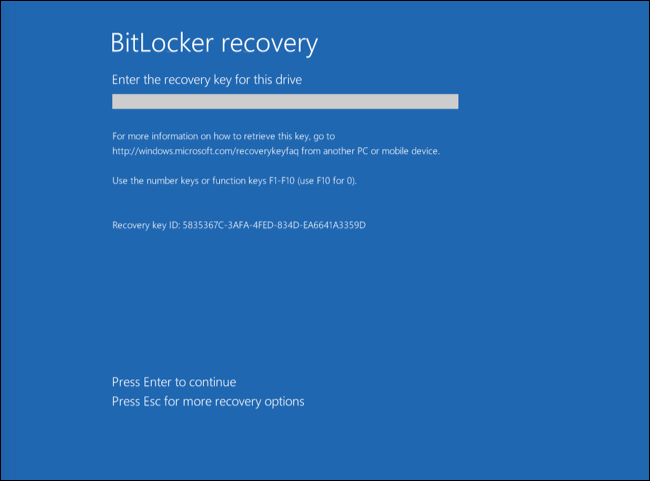 BitLocker recovery
Enter the recovery key for this drive
For more information on how to retrieve this key, go to
http://windows.microsoft.com/recoverykeyfaq from another PC or mobile device.
Use the number keys or function keys F1-F10 (use F10 for 0).
Recovery key ID: 5835367C-3AFA-4FED-834D-EA6641A3359D
Press Enter to continue
Press Esc for more recovery options